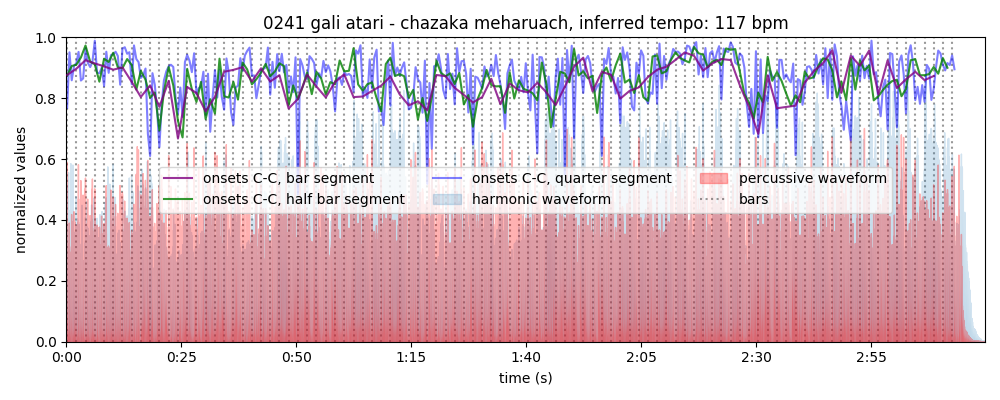 0241 gali atari - chazaka meharuach, inferred tempo: 117 bpm
1.0
0.8
0.6
0.4
0.2
0.0
normalized values
onsets C-C, bar segment
onsets C-C, half bar segment
onsets C-C, quarter segment
harmonic waveform
percussive waveform
bars
0:00 0:25 0:50 1:15 1:40 2:05 2:30 2:55
time (s)